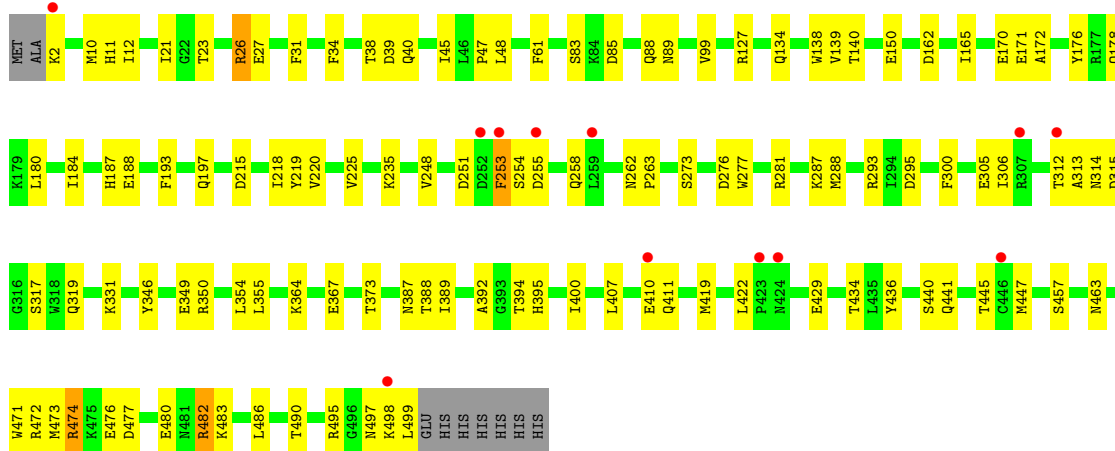 MET ALA K2 M10 H11 I12 I21 G22 T23 R26 E27 F31 F34 T38 D39 Q40 I45 L46 P47 L48 F61 S83 K84 D85 Q88 N89 V99 R127 Q134 W138 V139 T140 E150 D162 I165 E170 E171 A172 Y176 R177 Q178
K179 L180 I184 H187 E188 F193 Q197 D215 I218 Y219 V220 V225 K235 V248 D251 D252 F253 S254 D255 Q258 L259 N262 P263 S273 D276 W277 R281 K287 M288 R293 I294 D295 F300 E305 I306 R307 T312 A313 N314 D315
G316 S317 W318 Q319 K331 Y346 E349 R350 L354 L355 K364 E367 T373 N387 T388 I389 A392 G393 T394 H395 I400 L407 E410 Q411 M419 L422 P423 N424 E429 T434 L435 Y436 S440 Q441 T445 C446 M447 S457 N463
W471 R472 M473 R474 K475 E476 D477 E480 N481 R482 K483 L486 T490 R495 G496 N497 K498 L499 GLU HIS HIS HIS HIS HIS